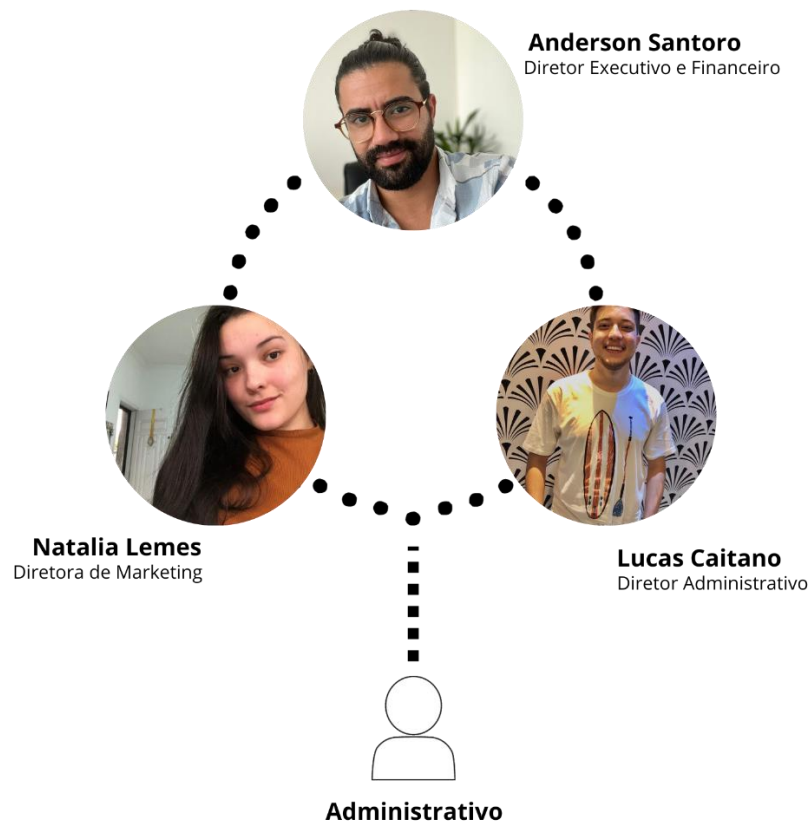 Anderson Santoro
Diretor Executivo e Financeiro
Natalia Lemes
Diretora de Marketing
Lucas Caitano
Diretor Administrativo
Administrativo